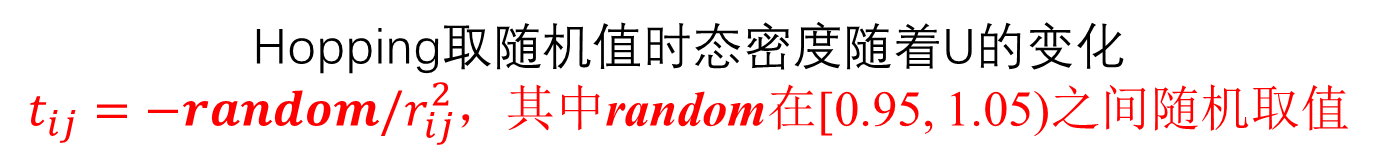 Hopping取随机值时态密度随着U的变化
$t_{ij} = -random/r_{ij}^{2}$，其中random在[0.95, 1.05)之间随机取值